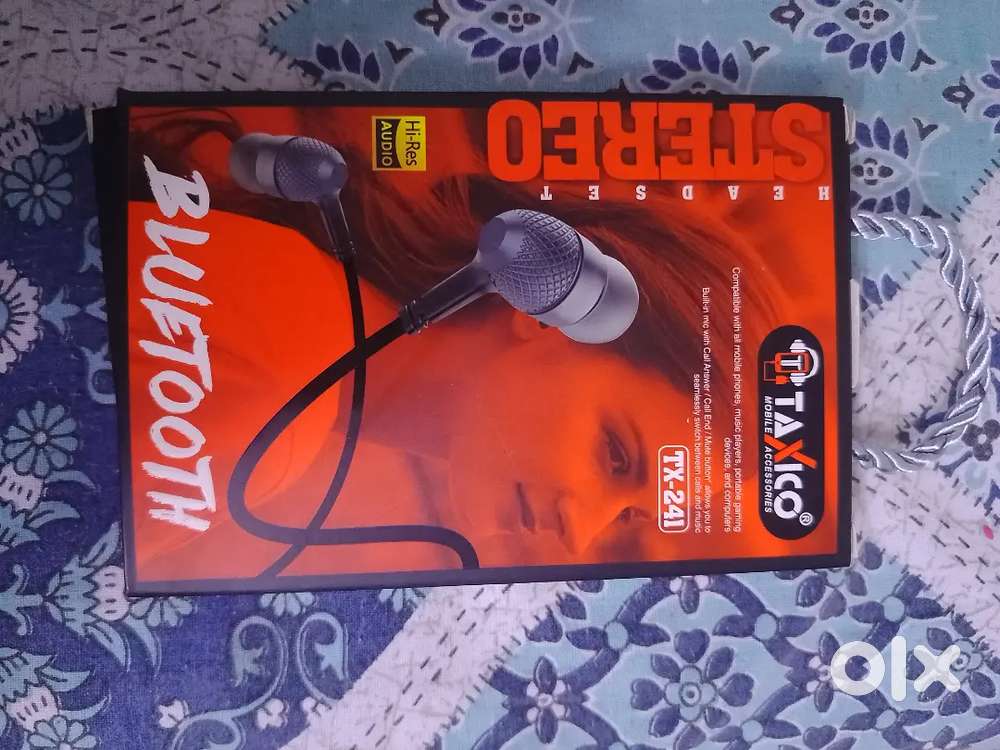 STEREO
HEADSET
TAXICO®
MOBILE ACCESSORIES
Compatible with all mobile phones, music players, portable gaming
devices, and computers
Built-in mic with Call Answer / Call End / Mute button" allows you to
seamlessly switch between calls and music
TX-241
Hi-Res
AUDIO
BLUETOOTH
olx